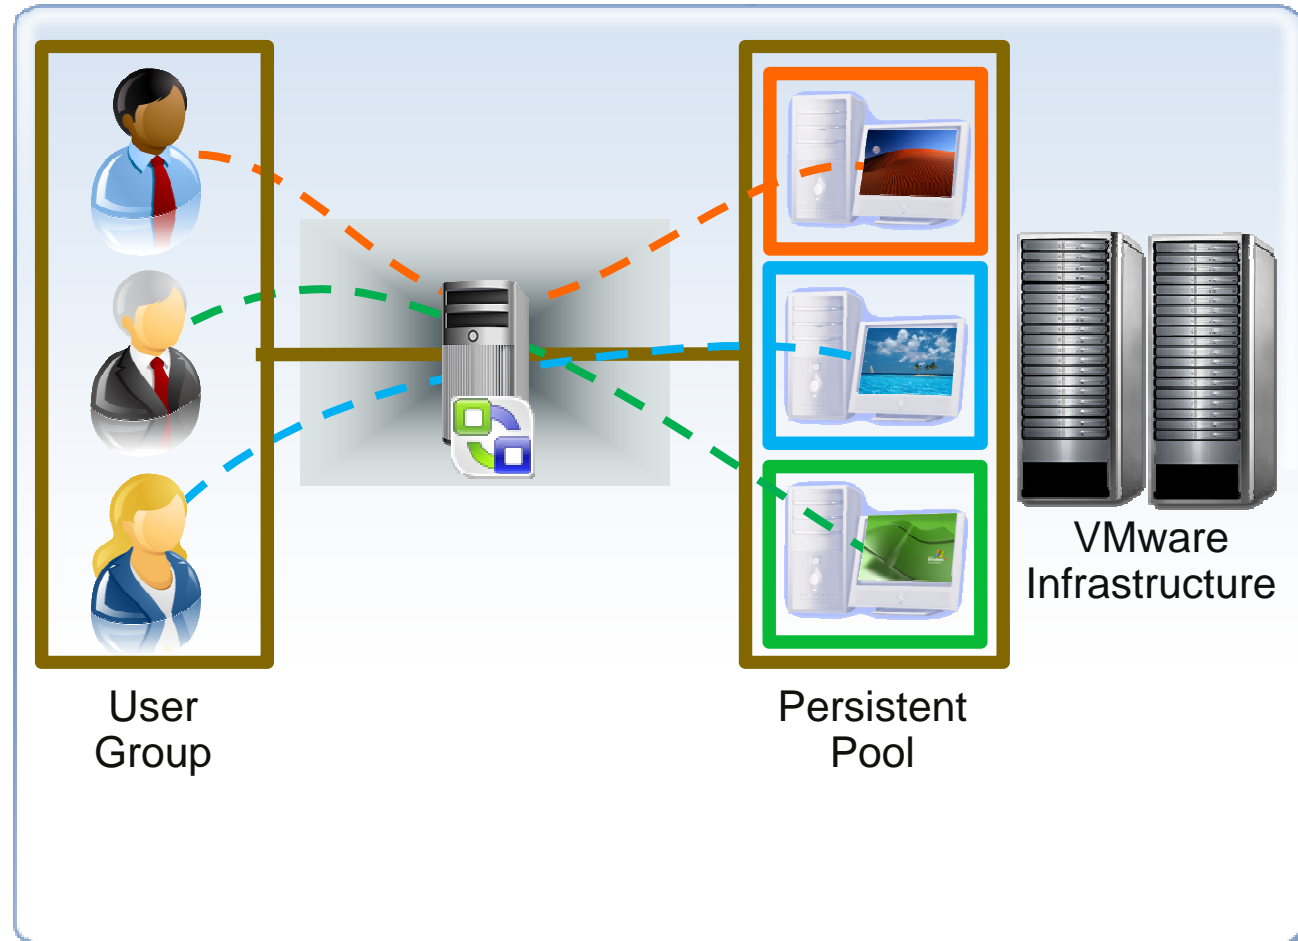 VMware
Infrastructure
User
Group
Persistent
Pool